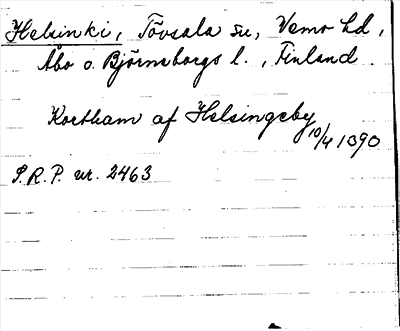 Helsinki, Tövsala sn, Vemo hd,
Åbo o. Björneborgs l., Finland.
Kortham af Helsingeby
10/4 1390
S.R.P. nr. 2463